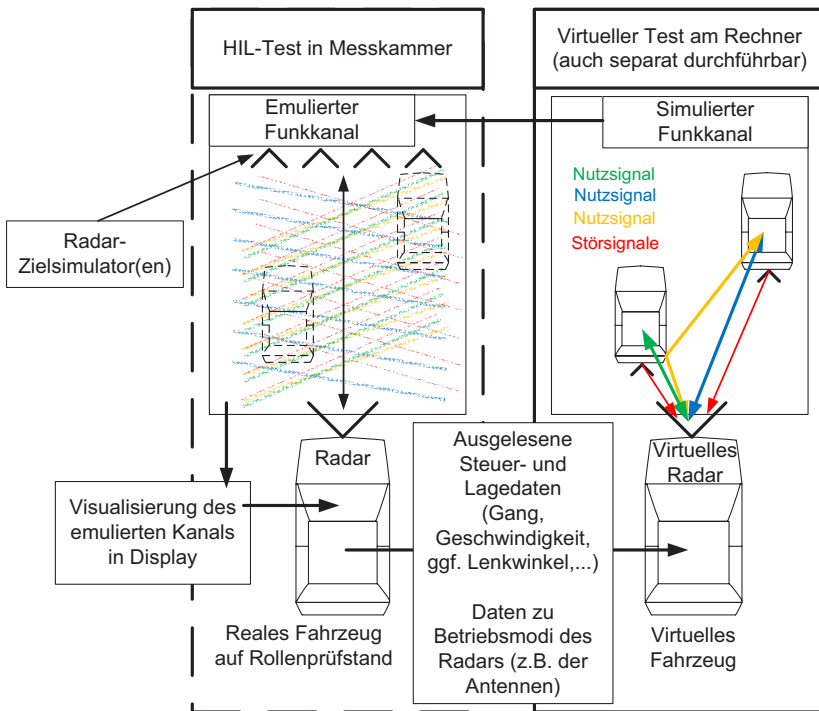 HIL-Test in Messkammer
Virtueller Test am Rechner
(auch separat durchführbar)
Emulierter
Funkkanal
Simulierter
Funkkanal
Nutzsignal
Nutzsignal
Nutzsignal
Störsignale
Radar-
Zielsimulator(en)
Radar
Ausgelesene
Steuer- und
Lagedaten
(Gang,
Geschwindigkeit,
ggf. Lenkwinkel,...)
Daten zu
Betriebsmodi des
Radars (z.B. der
Antennen)
Virtuelles
Radar
Visualisierung des
emulierten Kanals
in Display
Reales Fahrzeug
auf Rollenprüfstand
Virtuelles
Fahrzeug